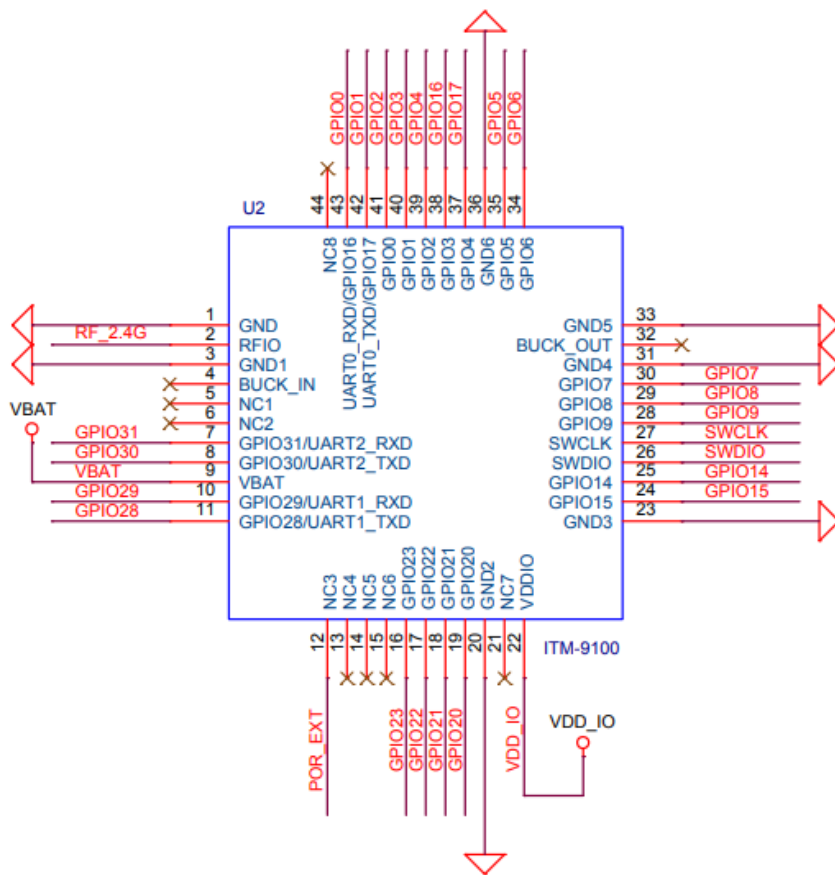 GPIO0
GPIO1
GPIO2
GPIO3
GPIO4
GPIO16
GPIO17
GPIO5
GPIO6
44
43
42
41
40
39
38
37
36
35
34
U2
NC8
UART0_RXD/GPIO16
UART0_TXD/GPIO17
GPIO0
GPIO1
GPIO2
GPIO3
GPIO4
GND6
GPIO5
GPIO6
1 GND
RF_2.4G 2 RFIO
3 GND1
4 BUCK_IN
5 NC1
VBAT
6 NC2
GPIO31 7 GPIO31/UART2_RXD
GPIO30 8 GPIO30/UART2_TXD
VBAT 9 VBAT
GPIO29 10 GPIO29/UART1_RXD
GPIO28 11 GPIO28/UART1_TXD
GND5 33
BUCK_OUT 32
GND4 31
GPIO7 30 GPIO7
GPIO8 29 GPIO8
GPIO9 28 GPIO9
SWCLK 27 SWCLK
SWDIO 26 SWDIO
GPIO14 25 GPIO14
GPIO15 24 GPIO15
GND3 23
NC3
NC4
NC5
NC6
GPIO23
GPIO22
GPIO21
GPIO20
GND2
NC7
VDDIO
12
13
14
15
16
17
18
19
20
21
22
ITM-9100
POR_EXT
GPIO23
GPIO22
GPIO21
GPIO20
VDD_IO
VDD_IO